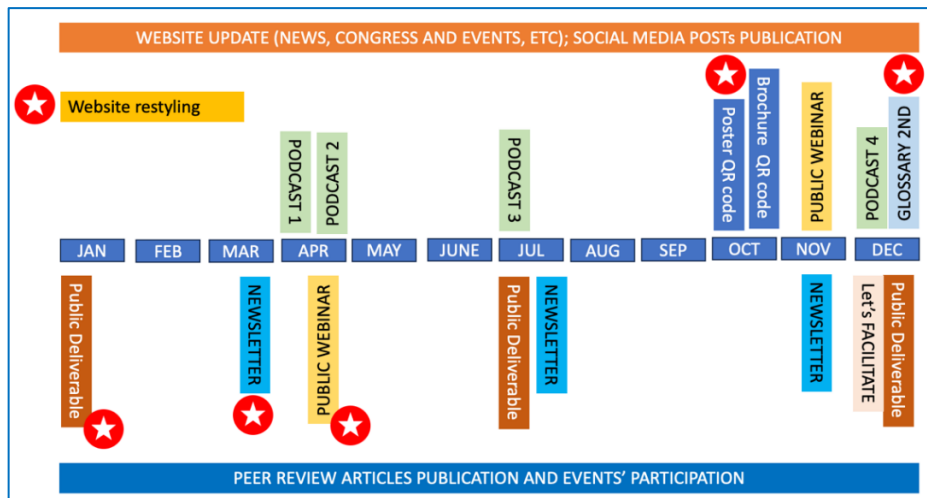 WEBSITE UPDATE (NEWS, CONGRESS AND EVENTS, ETC); SOCIAL MEDIA POSTs PUBLICATION
Website restyling
PODCAST 1
PODCAST 2
PODCAST 3
Poster QR code
Brochure QR code
PUBLIC WEBINAR
PODCAST 4
GLOSSARY 2ND
JAN
FEB
MAR
APR
MAY
JUNE
JUL
AUG
SEP
OCT
NOV
DEC
Public Deliverable
NEWSLETTER
PUBLIC WEBINAR
Public Deliverable
NEWSLETTER
NEWSLETTER
Let's FACILITATE
Public Deliverable
PEER REVIEW ARTICLES PUBLICATION AND EVENTS' PARTICIPATION